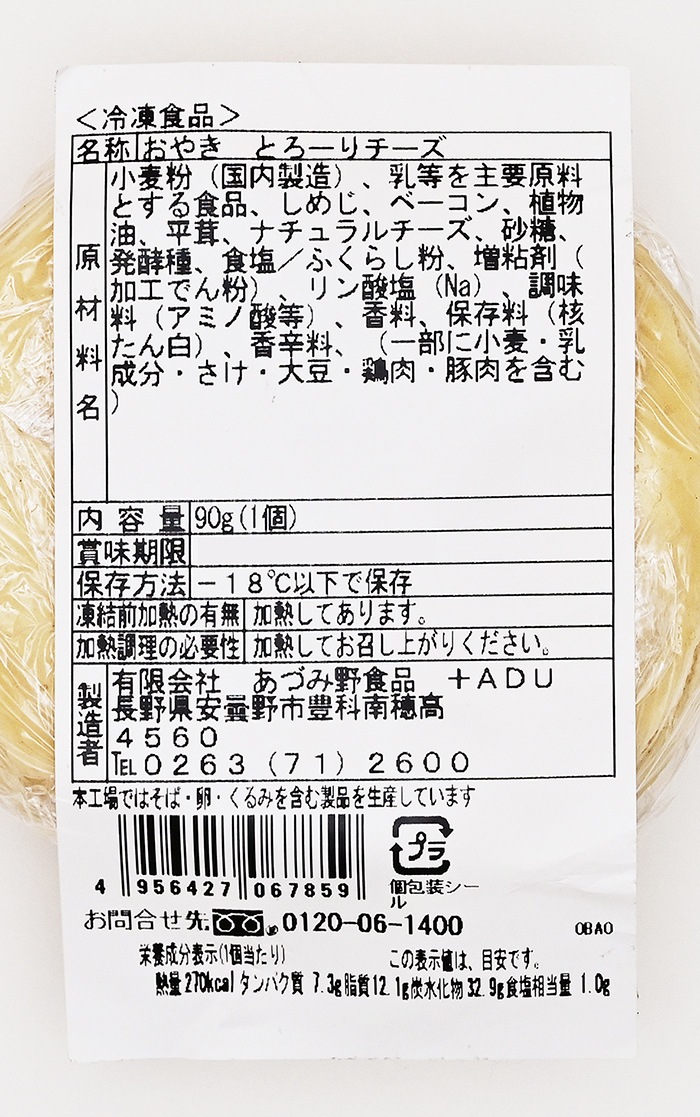 ＜冷凍食品＞
名称 おやき　とろーりチーズ
原材料名
小麦粉（国内製造）、乳等を主要原料
とする食品、しめじ、ベーコン、植物
油、平茸、ナチュラルチーズ、砂糖、
発酵種、食塩／ふくらし粉、増粘剤（
加工でん粉）、リン酸塩（Na）、調味
料（アミノ酸等）、香料、保存料（核
たん白）、香辛料、（一部に小麦・乳
成分・さけ・大豆・鶏肉・豚肉を含む
）
内容量 90g(1個)
賞味期限
保存方法 －18℃以下で保存
凍結前加熱の有無 加熱してあります。
加熱調理の必要性 加熱してお召し上がりください。
製造者
有限会社　あづみ野食品　＋ADU
長野県安曇野市豊科南穂高
4560
TEL0263（71）2600
本工場ではそば・卵・くるみを含む製品を生産しています
4 956427 067859
プラ
個包装シー
ル
お問合せ先 0120-06-1400
OBAO
栄養成分表示(1個当たり) この表示値は、目安です。
熱量270kcal タンパク質 7.3g 脂質12.1g 炭水化物 32.9g 食塩相当量 1.0g